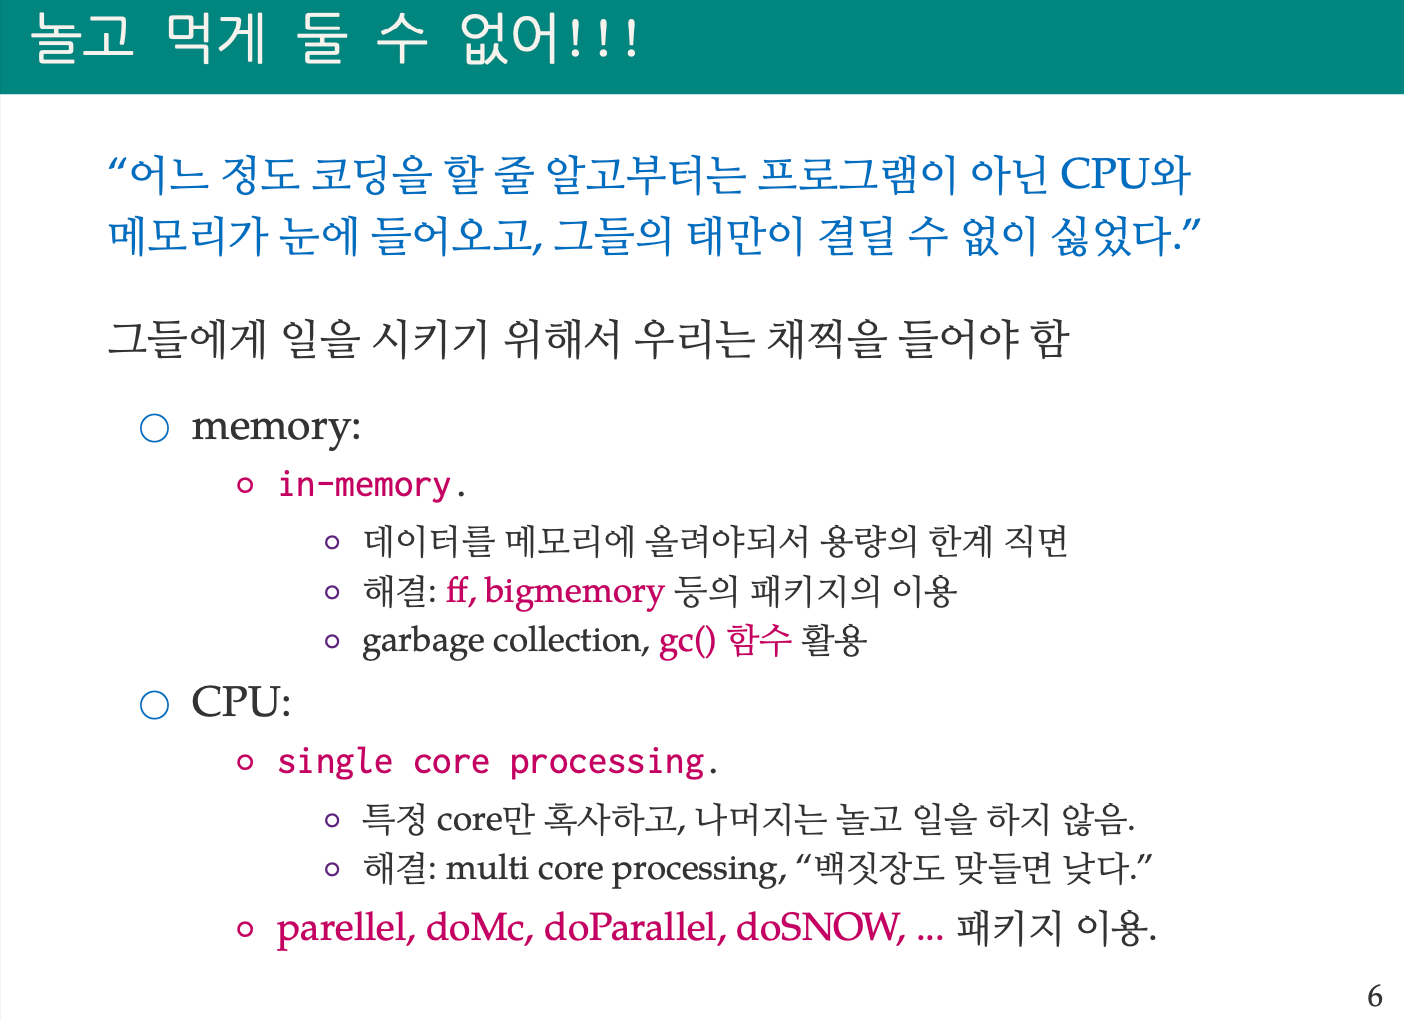 놀고 먹게 둘 수 없어!!!
“어느 정도 코딩을 할 줄 알고부터는 프로그램이 아닌 CPU와
메모리가 눈에 들어오고, 그들의 태만이 결딜 수 없이 싫었다.”
그들에게 일을 시키기 위해서 우리는 채찍을 들어야 함
memory:
in-memory.
데이터를 메모리에 올려야되서 용량의 한계 직면
해결: ff, bigmemory 등의 패키지의 이용
garbage collection, gc() 함수 활용
CPU:
single core processing.
특정 core만 혹사하고, 나머지는 놀고 일을 하지 않음.
해결: multi core processing, “백짓장도 맞들면 낮다.”
parellel, doMc, doParallel, doSNOW, ... 패키지 이용.
6